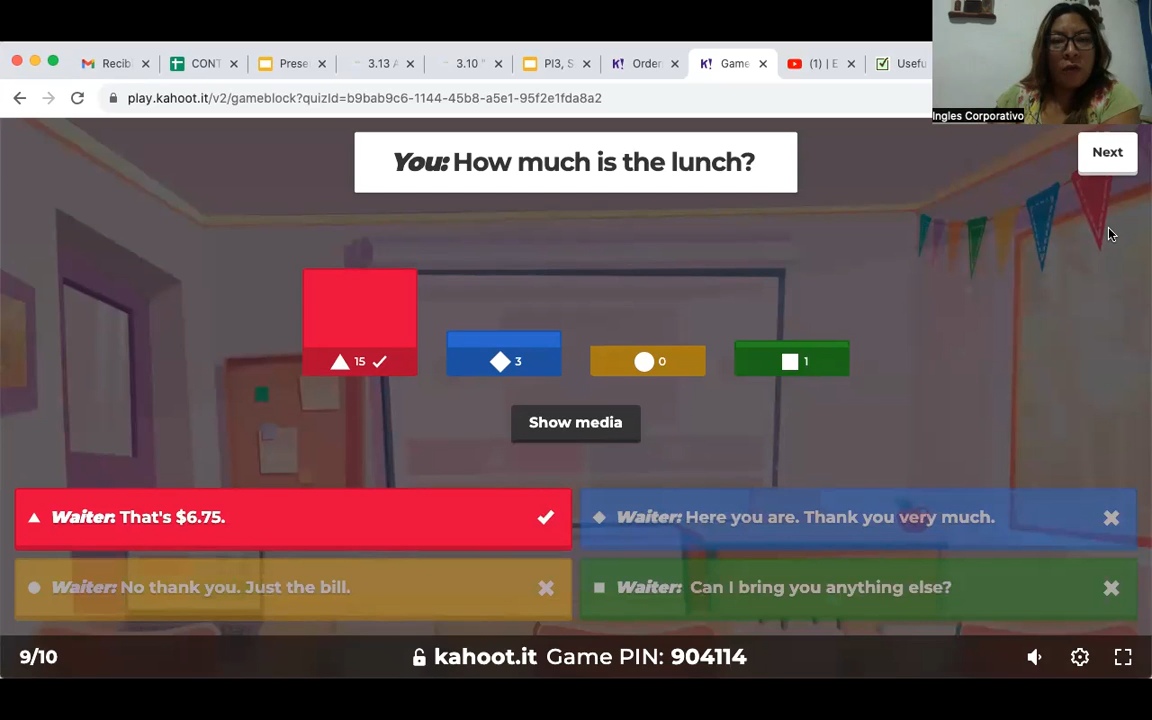 Recib
CONT
Prese
3.13 A
3.10 "
PI3, S
Order
Game
(1) | E
Usefu
play.kahoot.it/v2/gameblock?quizId=b9bab9c6-1144-45b8-a5e1-95f2e1fda8a2
Ingles Corporativo
You: How much is the lunch?
Next
15
3
0
1
Show media
Waiter: That's $6.75.
Waiter: Here you are. Thank you very much.
Waiter: No thank you. Just the bill.
Waiter: Can I bring you anything else?
9/10
kahoot.it Game PIN: 904114